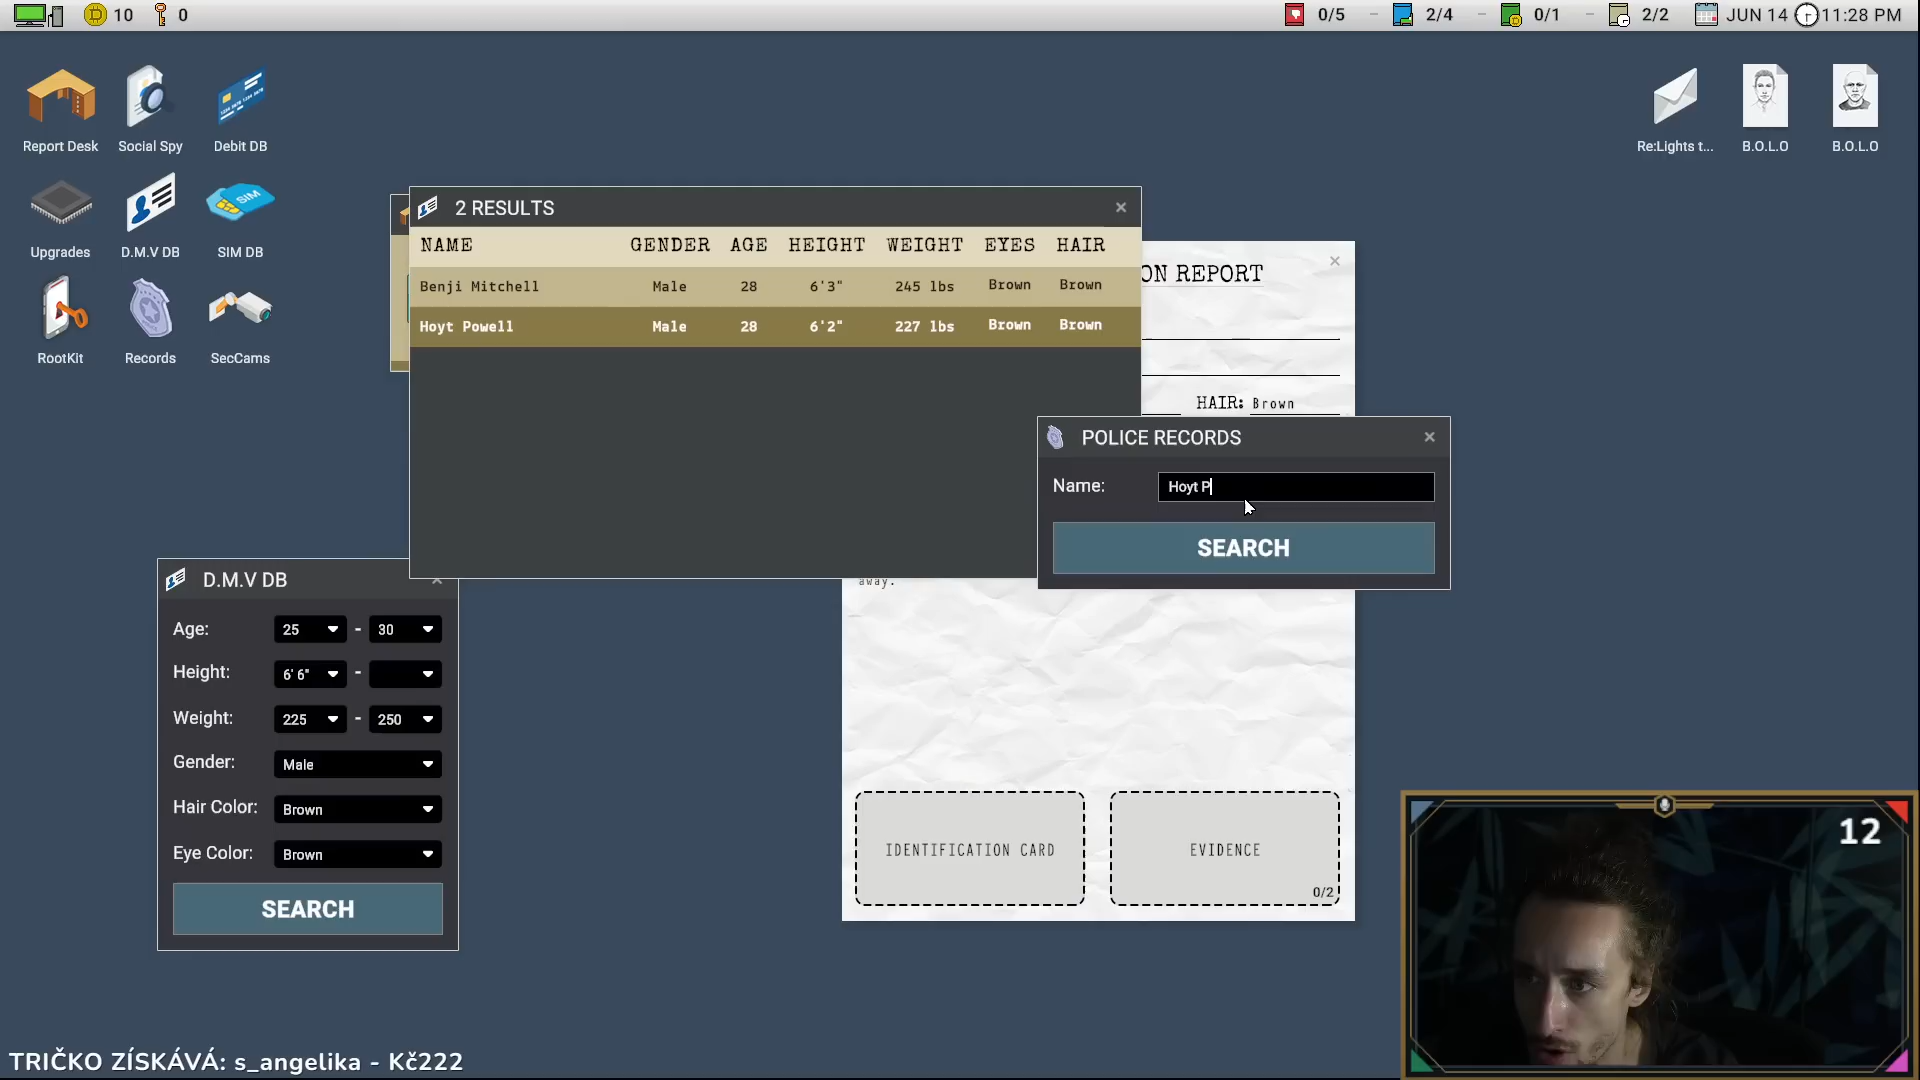 10
0
0/5
-
2/4
-
0/1
-
2/2
JUN 14
11:28 PM
Report Desk
Social Spy
Debit DB
Upgrades
D.M.V DB
SIM DB
RootKit
Records
SecCams
Re:Lights t...
B.O.L.O
B.O.L.O
2 RESULTS
NAME GENDER AGE HEIGHT WEIGHT EYES HAIR
Benji Mitchell Male 28 6'3" 245 lbs Brown Brown
Hoyt Powell Male 28 6'2" 227 lbs Brown Brown
ON REPORT
HAIR: Brown
POLICE RECORDS
Name: Hoyt P
SEARCH
away.
IDENTIFICATION CARD
EVIDENCE
0/2
D.M.V DB
Age: 25 - 30
Height: 6' 6" -
Weight: 225 - 250
Gender: Male
Hair Color: Brown
Eye Color: Brown
SEARCH
12
TRIČKO ZÍSKÁVÁ: s_angelika - Kč222